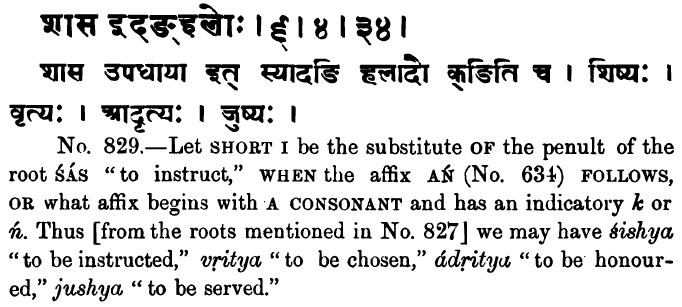 शास इदङ्हलोः । ६ । ४ । ३४ ।
शास उपधाया इत् स्यादङि हलादौ क्ङिति च । शिष्यः ।
वृत्यः । आदृत्यः । जुष्यः ।
No. 829.—Let SHORT I be the substitute OF the penult of the
root ŚÁS "to instruct," WHEN the affix AṄ (No. 634) FOLLOWS,
OR what affix begins with A CONSONANT and has an indicatory k or
ṅ. Thus [from the roots mentioned in No. 827] we may have śishya
"to be instructed," vṛitya "to be chosen," ádṛitya "to be honour-
ed," jushya "to be served."